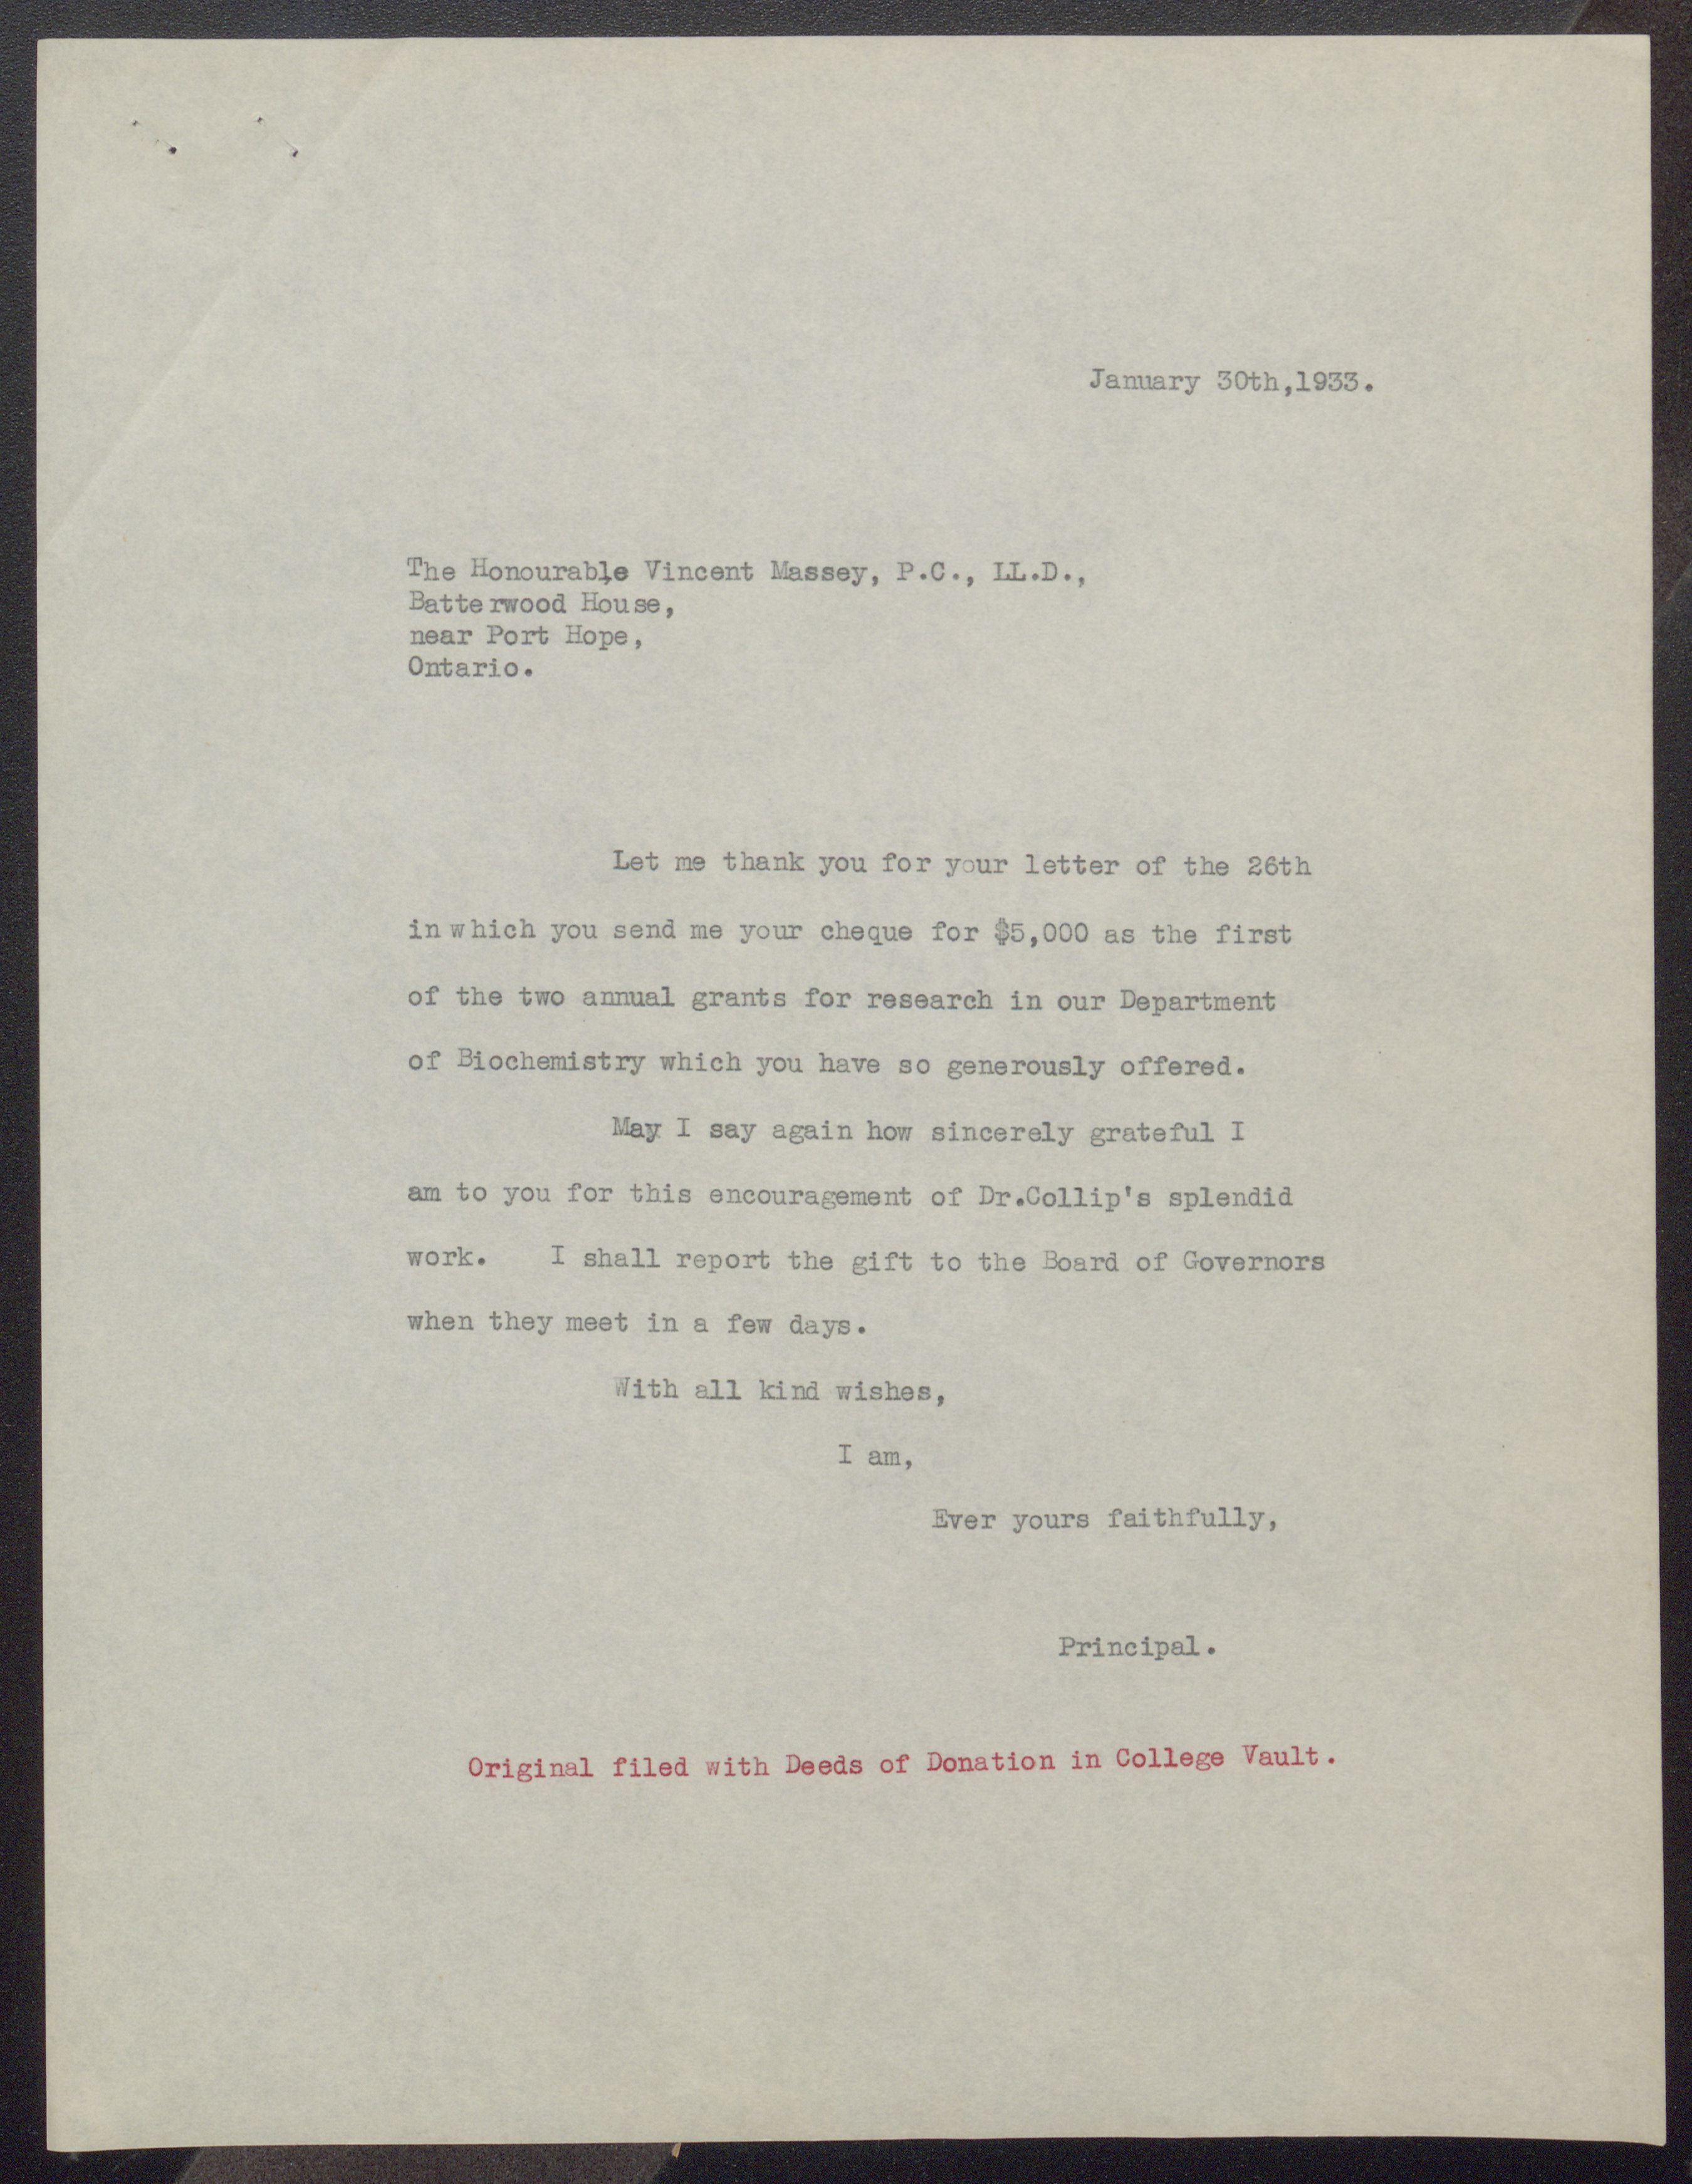 January 30th,1933.
The Honourable Vincent Massey, P.C., LL.D.,
Batterwood House,
near Port Hope,
Ontario.
Let me thank you for your letter of the 26th
in which you send me your cheque for $5,000 as the first
of the two annual grants for research in our Department
of Biochemistry which you have so generously offered.
May I say again how sincerely grateful I
am to you for this encouragement of Dr.Collip's splendid
work. I shall report the gift to the Board of Governors
when they meet in a few days.
With all kind wishes,
I am,
Ever yours faithfully,
Principal.
Original filed with Deeds of Donation in College Vault.